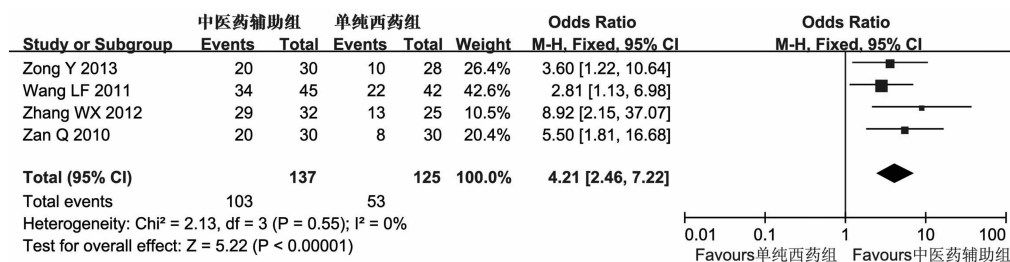 中医药辅助组 单纯西药组 Odds Ratio Odds Ratio
Study or Subgroup Events Total Events Total Weight M-H, Fixed, 95% CI M-H, Fixed, 95% CI
Zong Y 2013 20 30 10 28 26.4% 3.60 [1.22, 10.64]
Wang LF 2011 34 45 22 42 42.6% 2.81 [1.13, 6.98]
Zhang WX 2012 29 32 13 25 10.5% 8.92 [2.15, 37.07]
Zan Q 2010 20 30 8 30 20.4% 5.50 [1.81, 16.68]
Total (95% CI) 137 125 100.0% 4.21 [2.46, 7.22]
Total events 103 53
Heterogeneity: Chi² = 2.13, df = 3 (P = 0.55); I² = 0%
Test for overall effect: Z = 5.22 (P < 0.00001)
0.01 0.1 1 10 100
Favours单纯西药组 Favours中医药辅助组